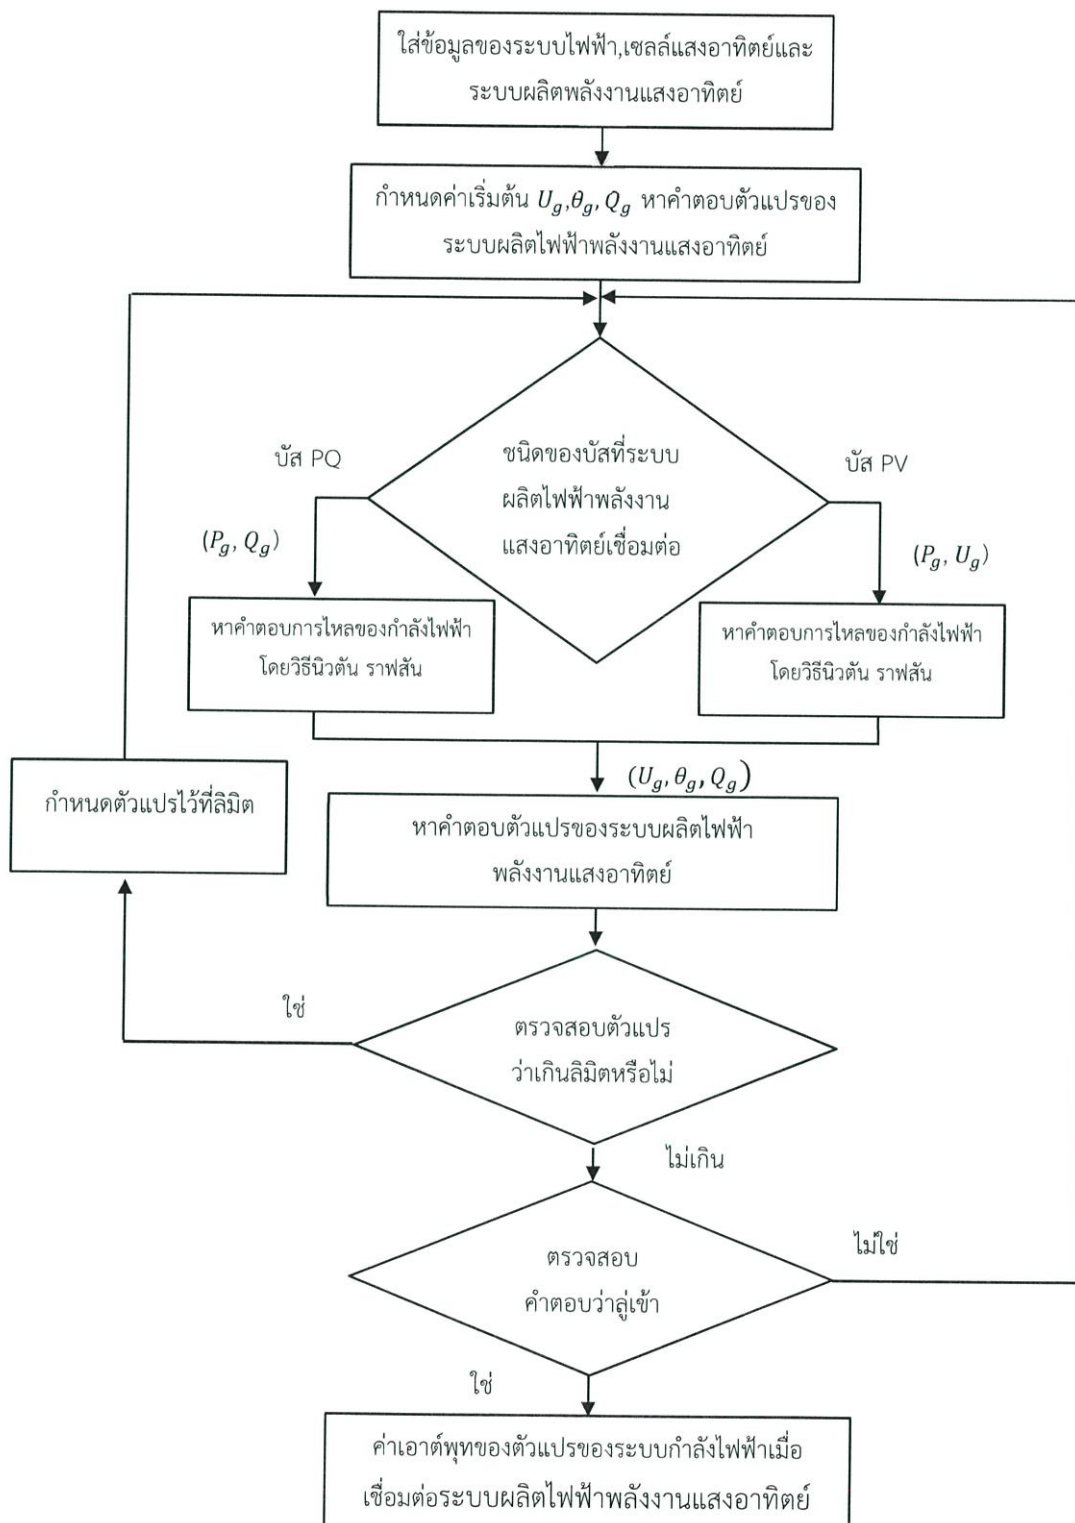 ใส่ข้อมูลของระบบไฟฟ้า,เซลล์แสงอาทิตย์และ
ระบบผลิตพลังงานแสงอาทิตย์
กำหนดค่าเริ่มต้น U_g,θ_g,Q_g หาคำตอบตัวแปรของ
ระบบผลิตไฟฟ้าพลังงานแสงอาทิตย์
บัส PQ
ชนิดของบัสที่ระบบ
ผลิตไฟฟ้าพลังงาน
แสงอาทิตย์เชื่อมต่อ
บัส PV
(P_g, Q_g)
(P_g, U_g)
หาคำตอบการไหลของกำลังไฟฟ้า
โดยวิธีนิวตัน ราฟสัน
หาคำตอบการไหลของกำลังไฟฟ้า
โดยวิธีนิวตัน ราฟสัน
(U_g,θ_g,Q_g)
กำหนดตัวแปรไว้ที่ลิมิต
หาคำตอบตัวแปรของระบบผลิตไฟฟ้า
พลังงานแสงอาทิตย์
ใช่
ตรวจสอบตัวแปร
ว่าเกินลิมิตหรือไม่
ไม่เกิน
ตรวจสอบ
คำตอบว่าลู่เข้า
ไม่ใช่
ใช่
ค่าเอาต์พุทของตัวแปรของระบบกำลังไฟฟ้าเมื่อ
เชื่อมต่อระบบผลิตไฟฟ้าพลังงานแสงอาทิตย์